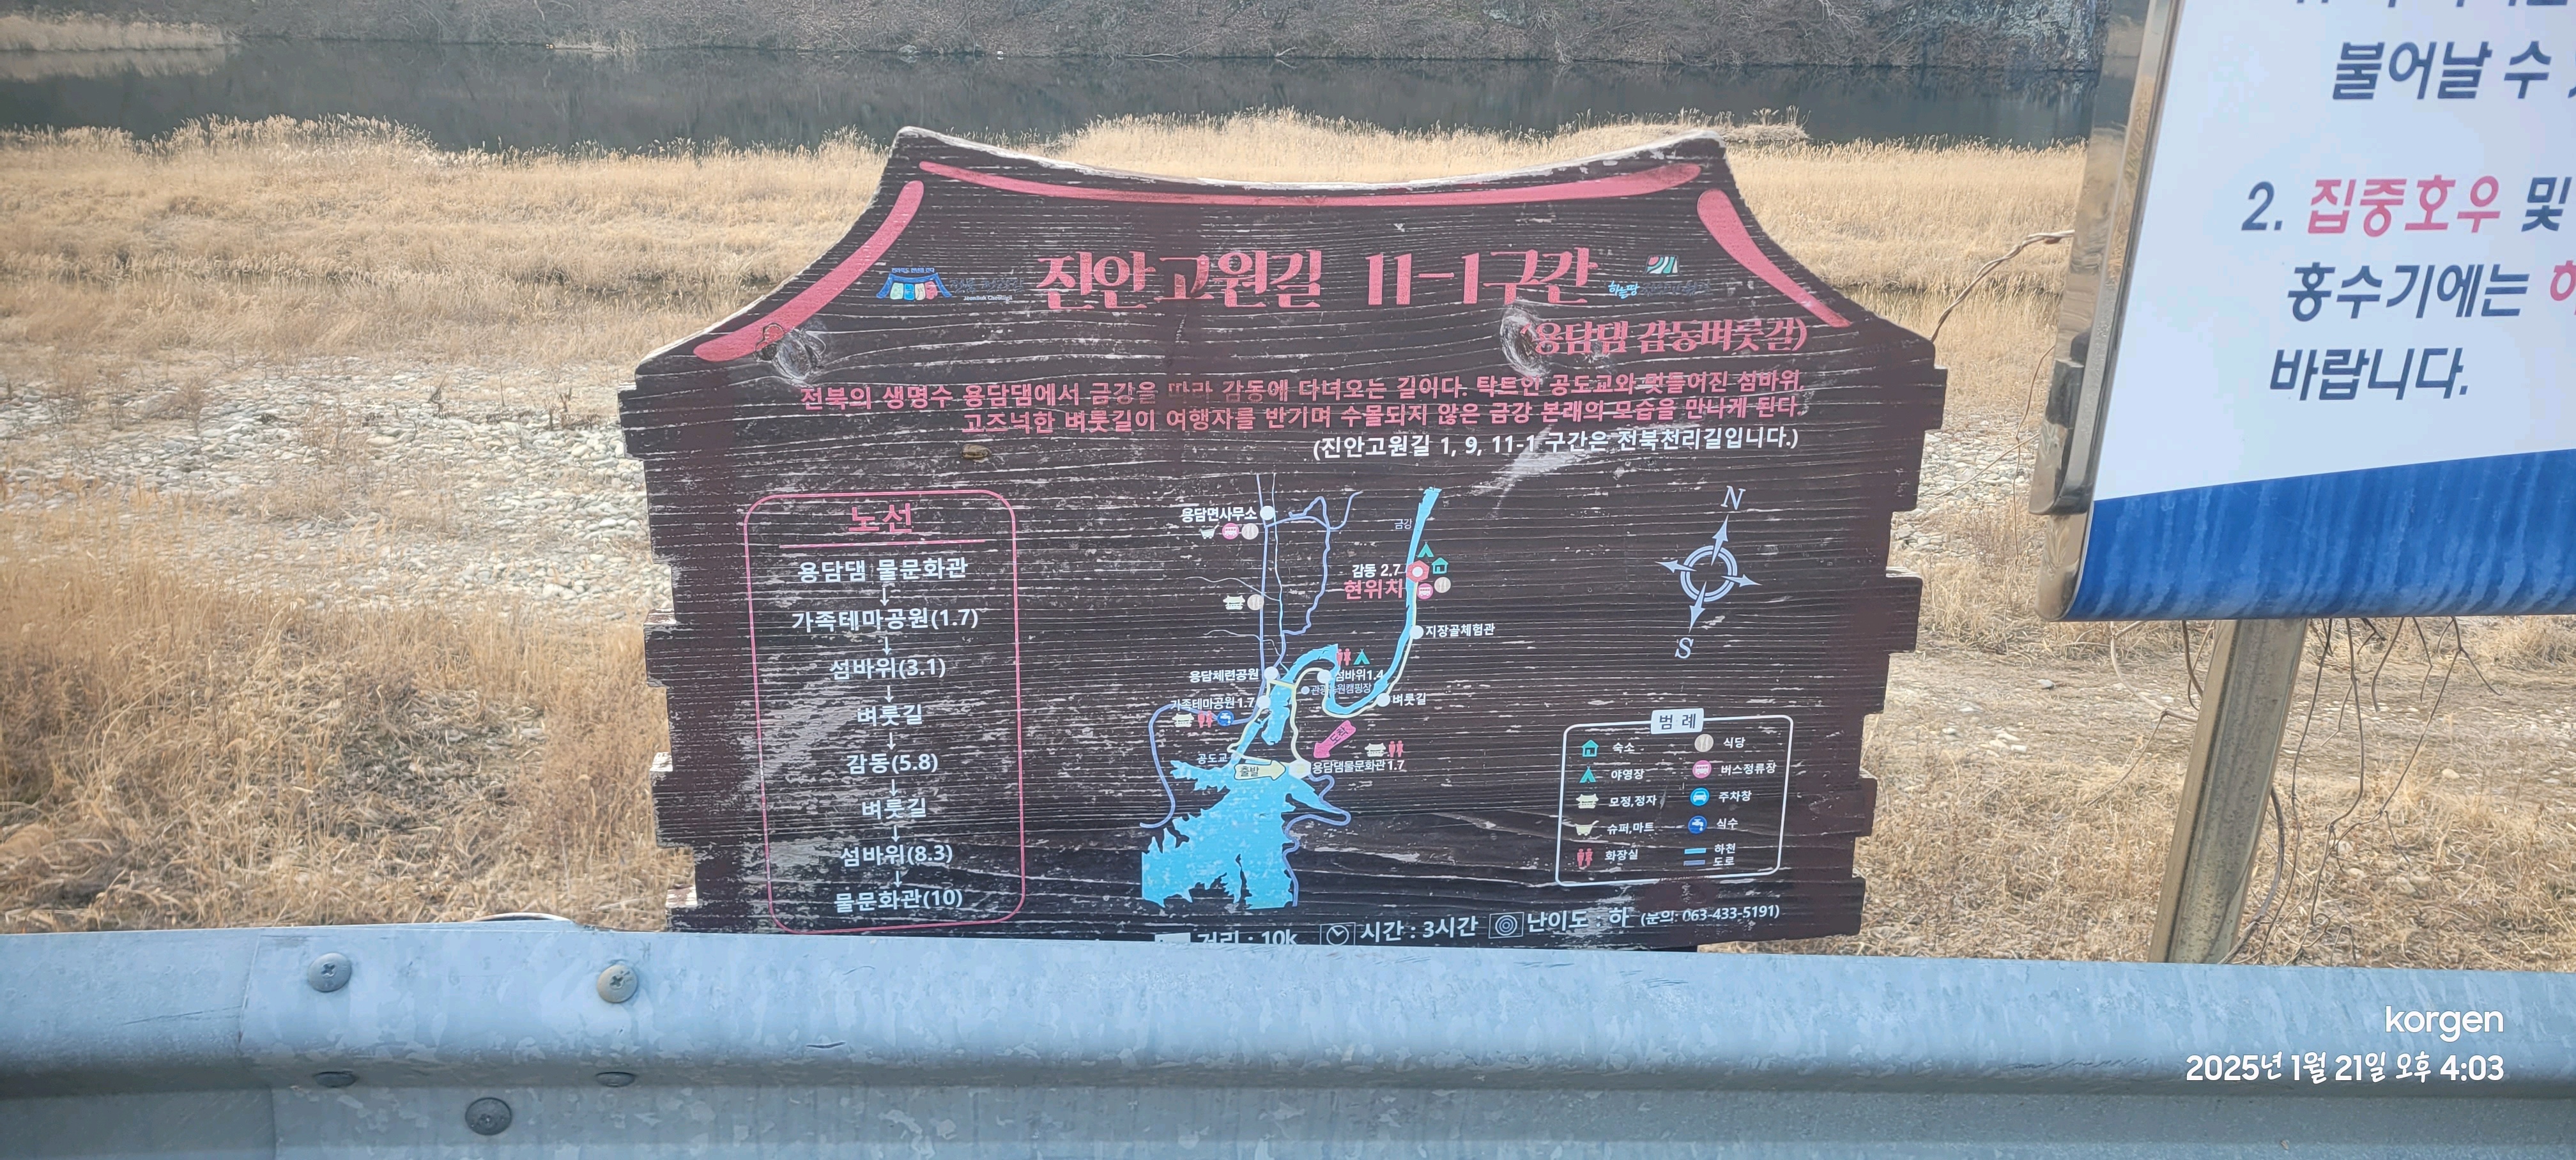 진안고원길 11-1구간
하늘땅
(용담댐 감동벼룻길)
전북의 생명수 용담댐에서 금강을 따라 감동에 다녀오는 길이다. 탁트인 공도교와 멋들어진 섬바위,
고즈넉한 벼룻길이 여행자를 반기며 수몰되지 않은 금강 본래의 모습을 만나게 된다.
(진안고원길 1, 9, 11-1 구간은 전북천리길입니다.)
노선
용담댐 물문화관
↓
가족테마공원(1.7)
↓
섬바위(3.1)
↓
벼룻길
↓
감동(5.8)
↓
벼룻길
↓
섬바위(8.3)
↓
물문화관(10)
용담면사무소
금강
감동 2.7
현위치
지장골체험관
용담체련공원
섬바위1.4
가족테마공원1.7
벼룻길
공도교
출발
용담댐물문화관1.7
N
S
범 례
숙소
식당
야영장
버스정류장
모정,정자
주차장
슈퍼,마트
식수
화장실
하천
도로
거리 : 10k
시간 : 3시간
난이도 : 하 (문의: 063-433-5191)
불어날 수
2. 집중호우 및
홍수기에는
바랍니다.
korgen
2025년 1월 21일 오후 4:03